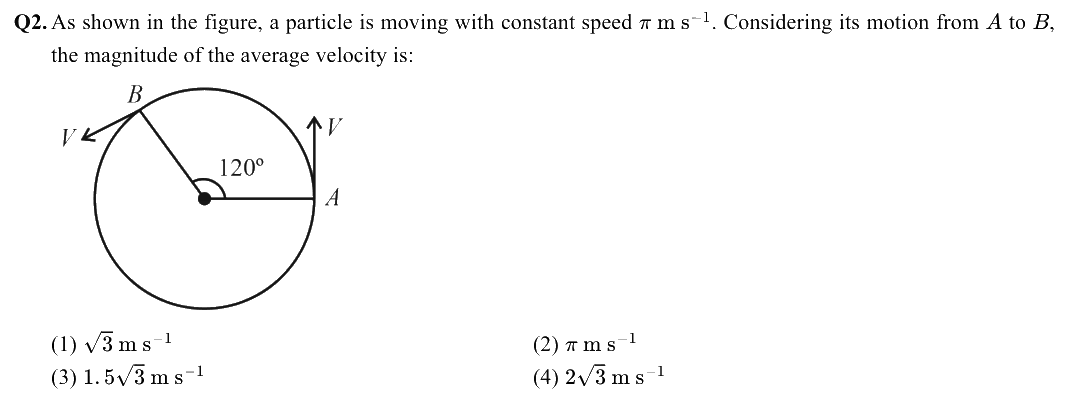 Q2. As shown in the figure, a particle is moving with constant speed π m s⁻¹. Considering its motion from A to B,
the magnitude of the average velocity is:
B
V
V
120º
A
(1) √3 m s⁻¹
(2) π m s⁻¹
(3) 1.5√3 m s⁻¹
(4) 2√3 m s⁻¹